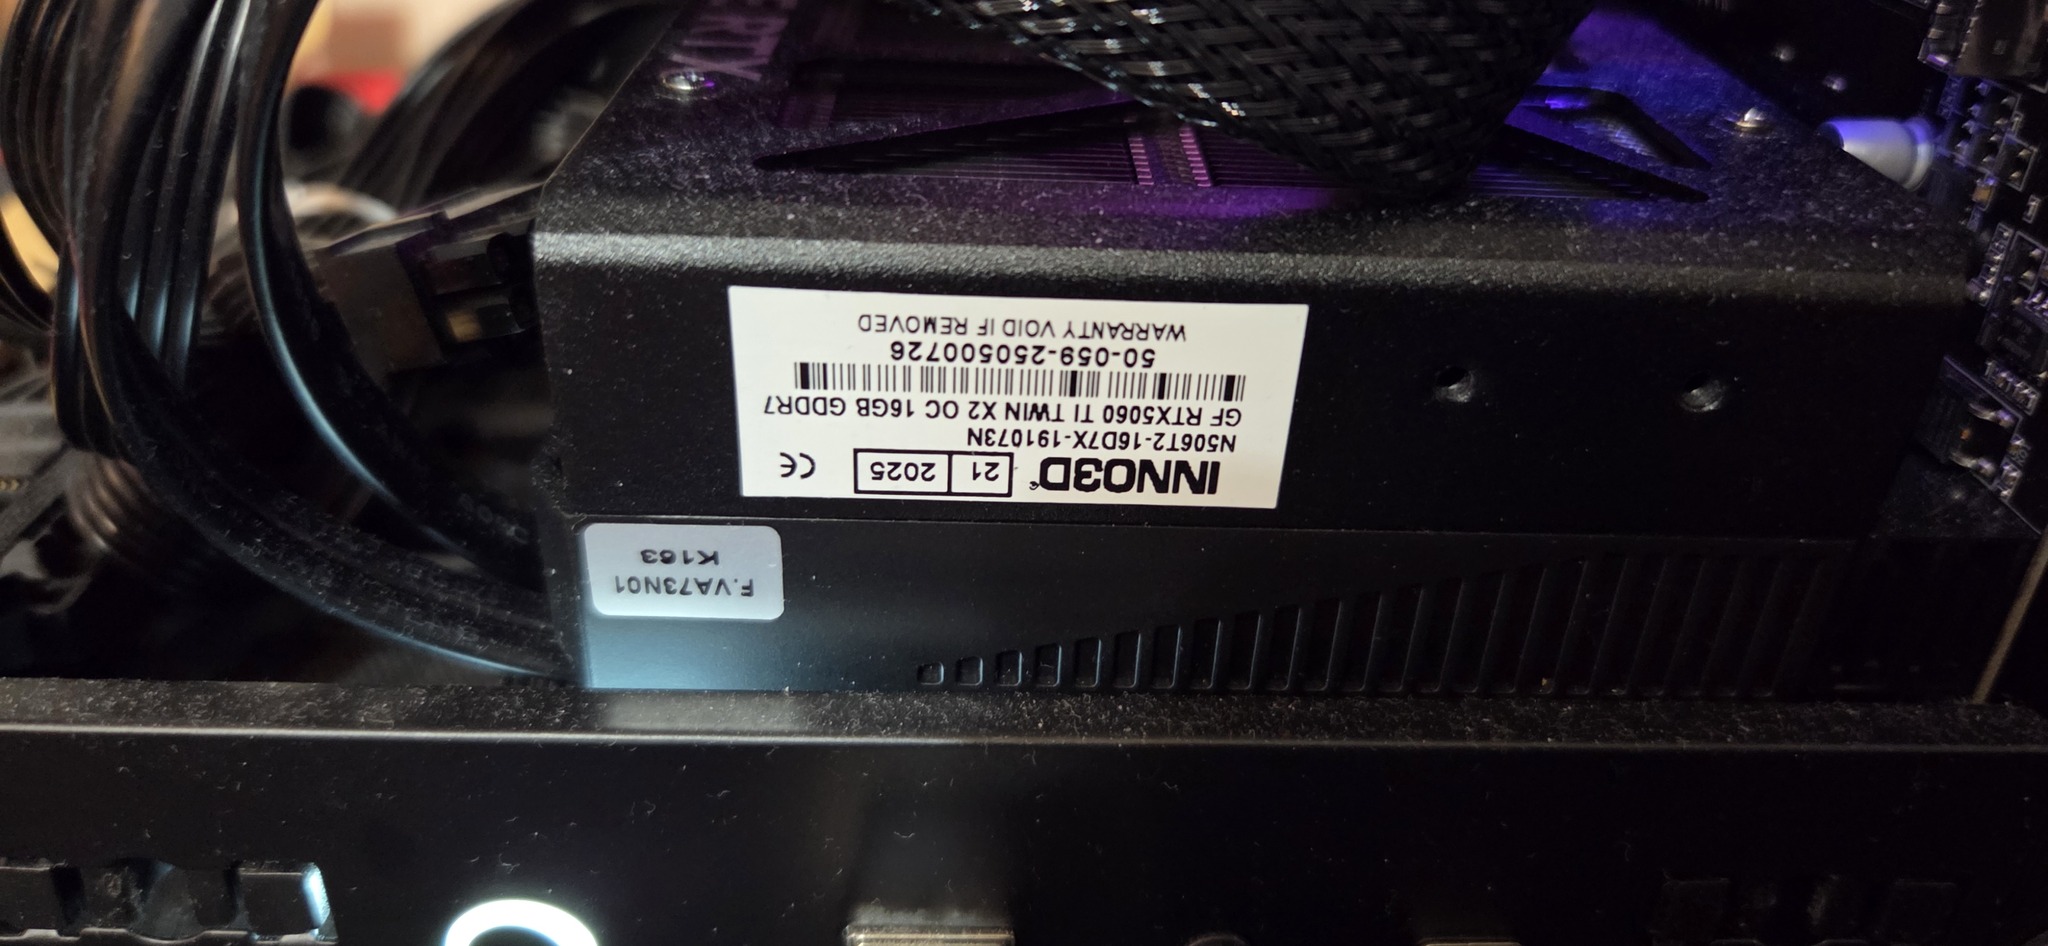 INNO3D
21 2025
CE
N506T2-16D7X-191073N
GF RTX5060 TI TWIN X2 OC 16GB GDDR7
50-059-250500726
WARRANTY VOID IF REMOVED
F.VA73N01
K163
RTX